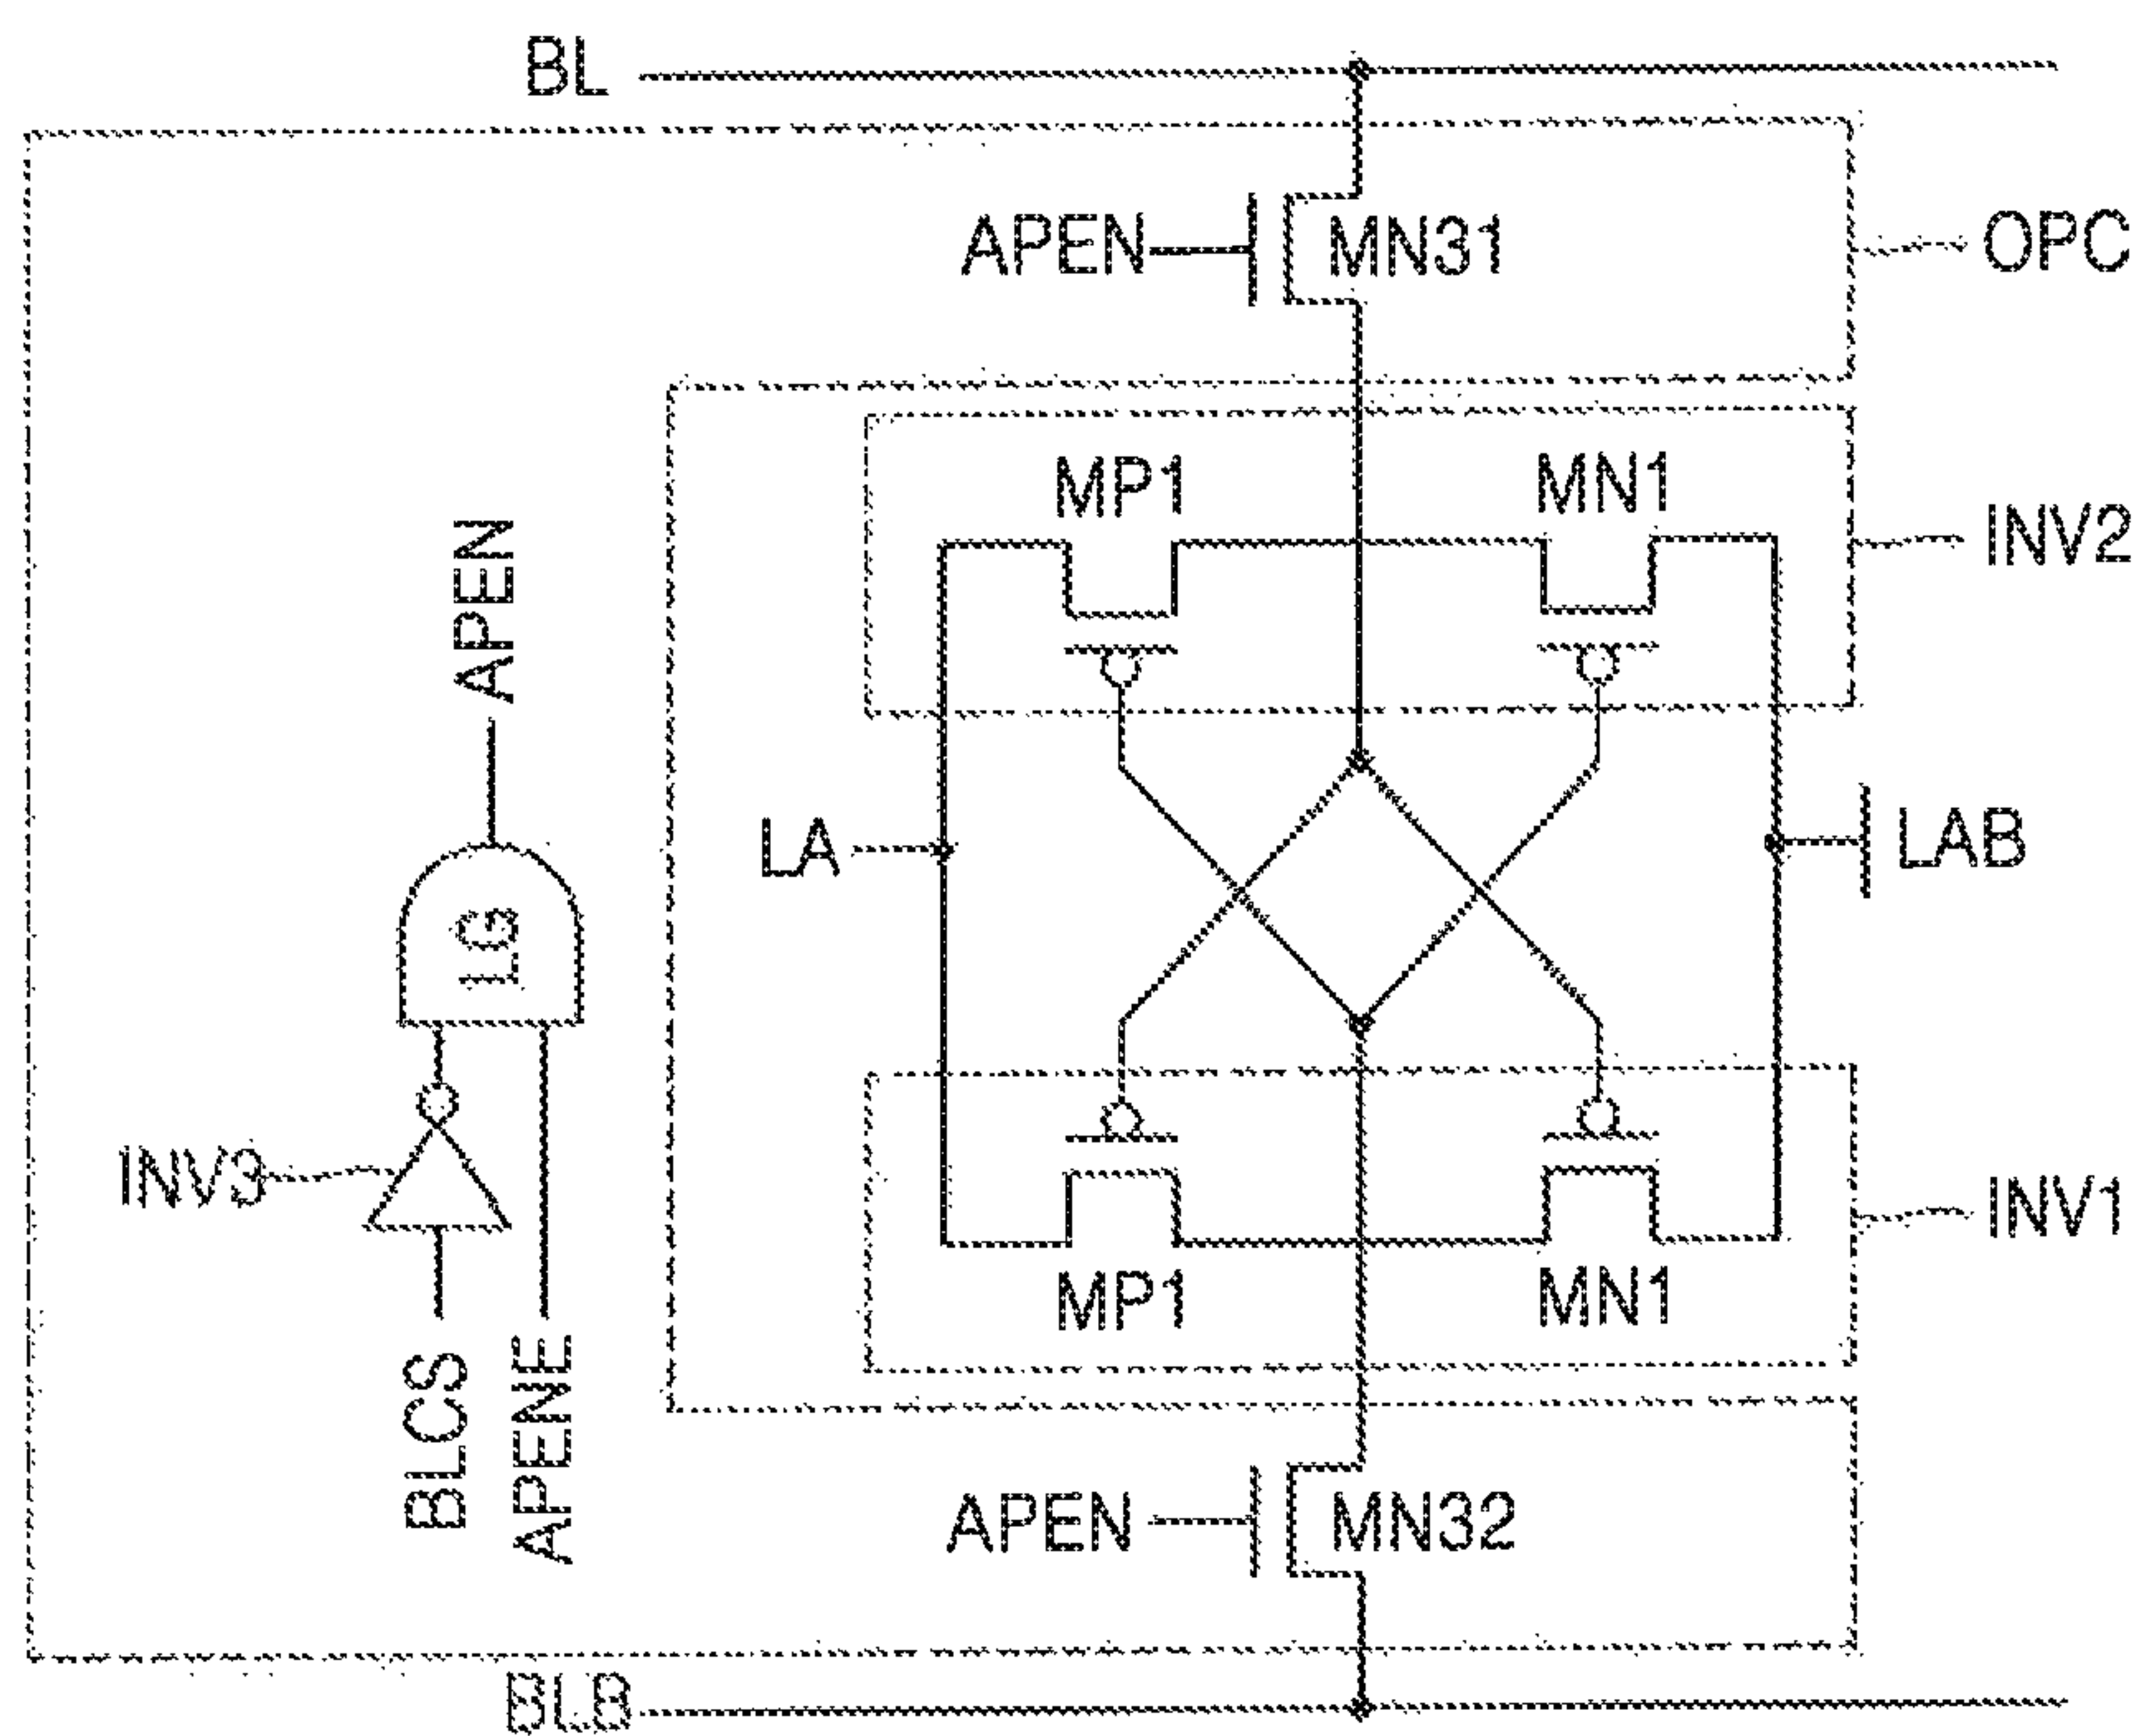 BL
APEN
MN31
OPC
MP1
MN1
INV2
APEN
LA
LAB
LG
INV3
INV1
MP1
MN1
BLCS
APENE
APEN
MN32
BLB